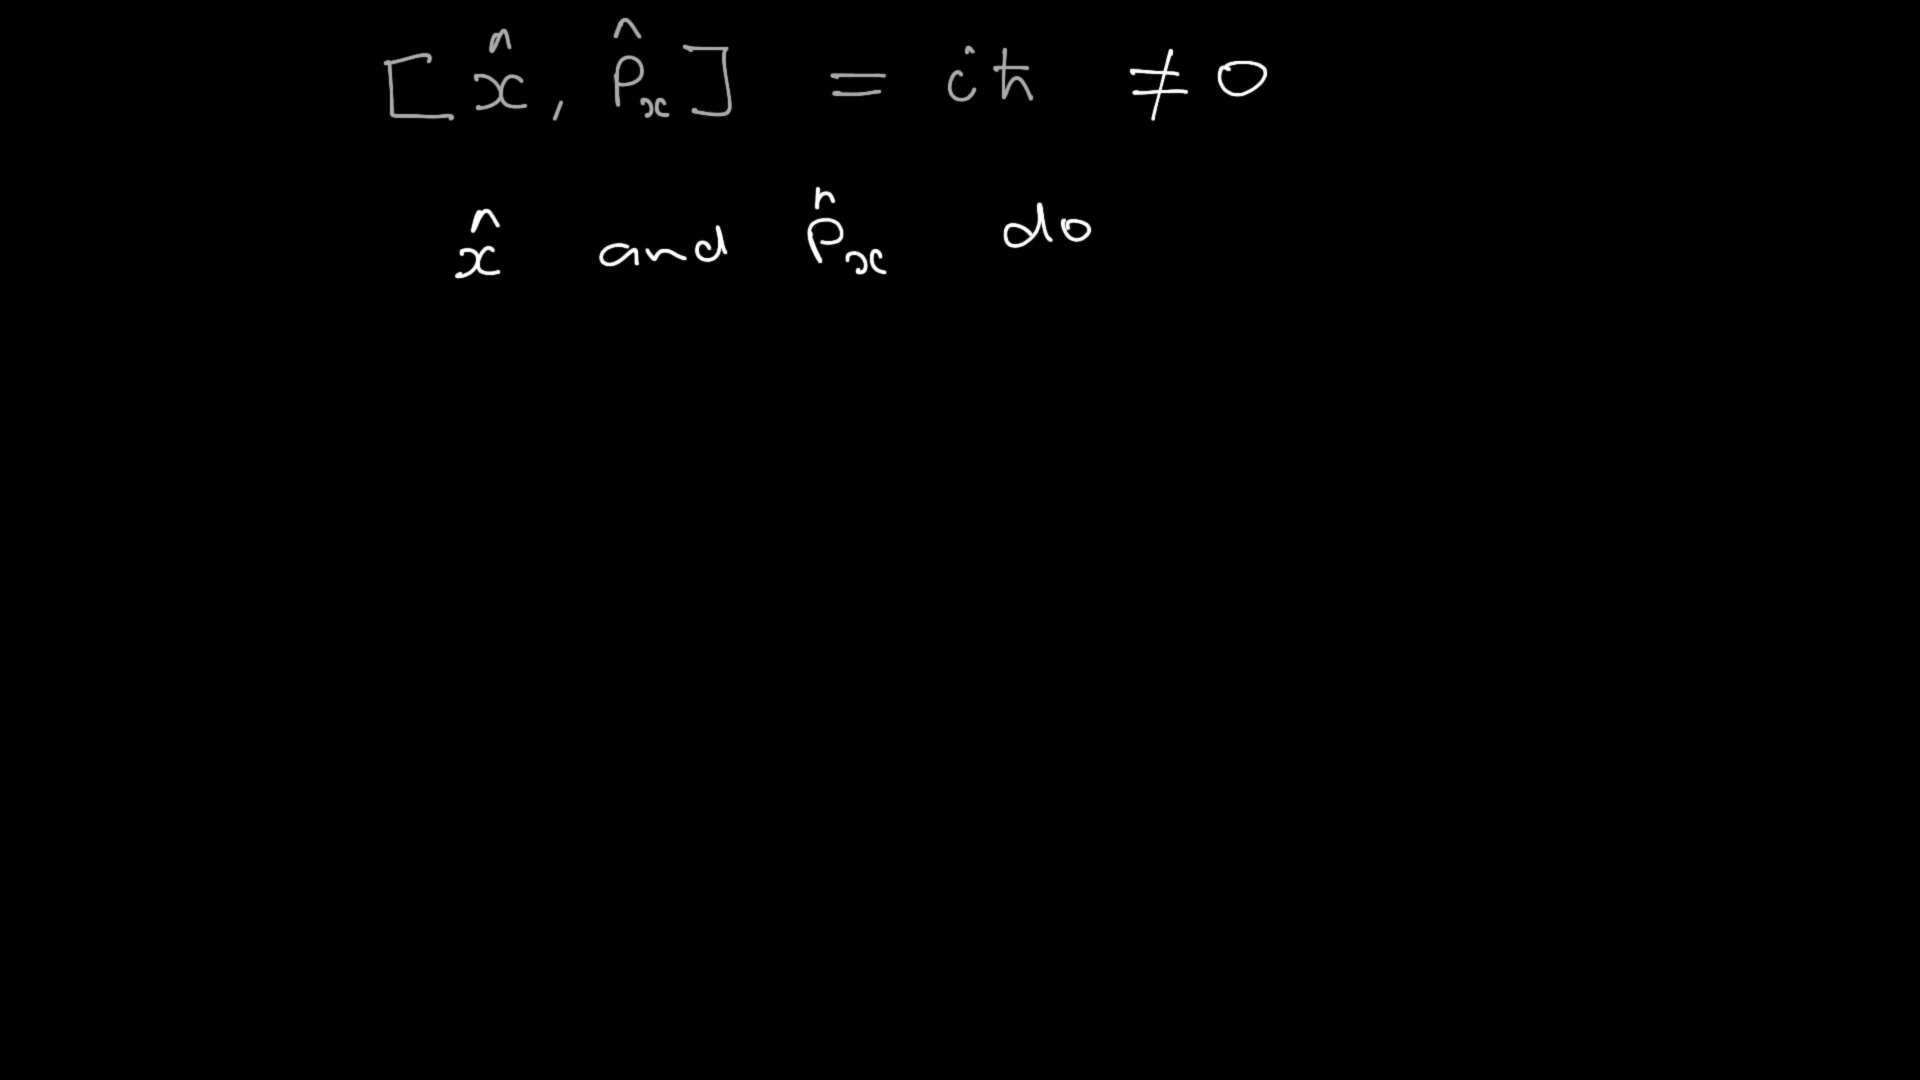 [x̂, p̂ₓ] = iħ ≠ 0
x̂ and p̂ₓ do